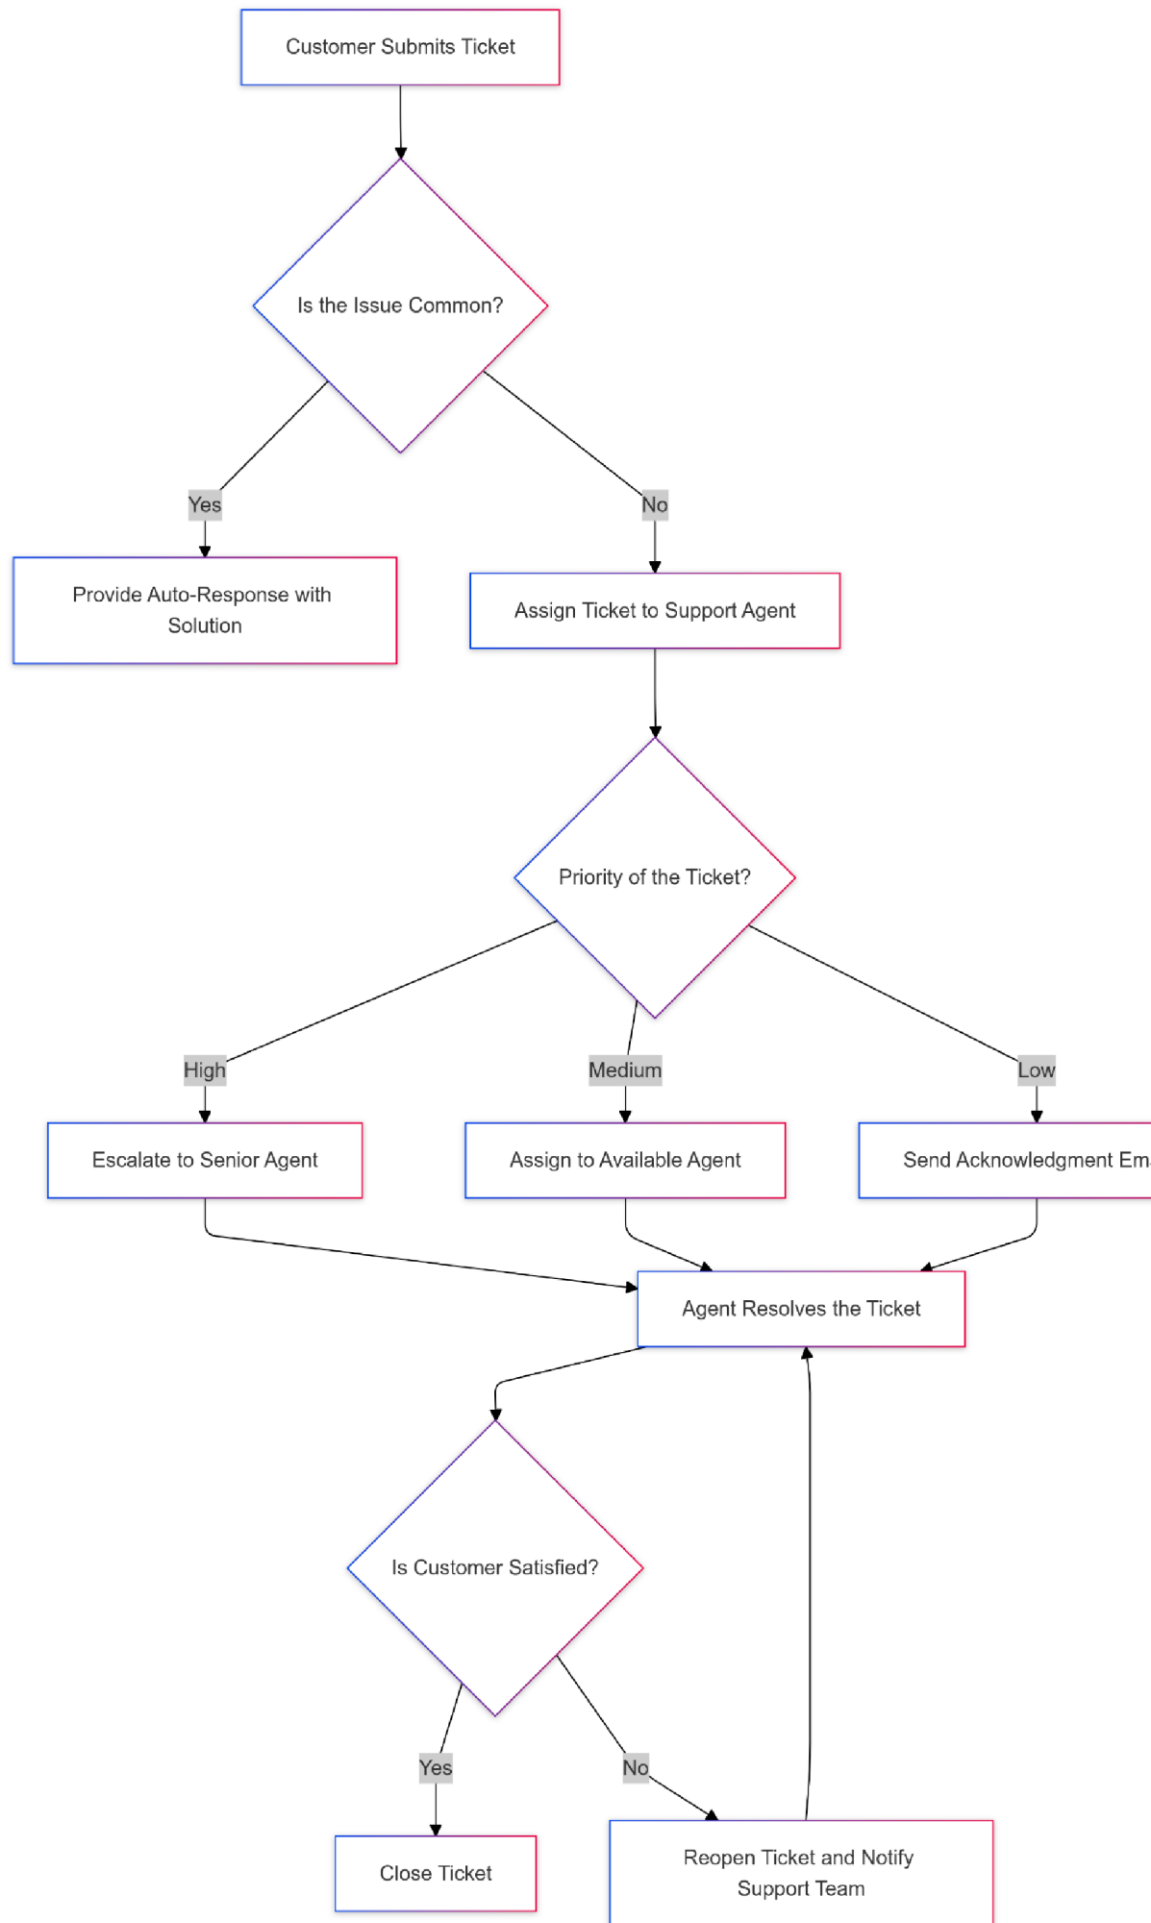 Customer Submits Ticket
Is the Issue Common?
Yes
No
Provide Auto-Response with
Solution
Assign Ticket to Support Agent
Priority of the Ticket?
High
Medium
Low
Escalate to Senior Agent
Assign to Available Agent
Send Acknowledgment
Agent Resolves the Ticket
Is Customer Satisfied?
Yes
No
Close Ticket
Reopen Ticket and Notify
Support Team